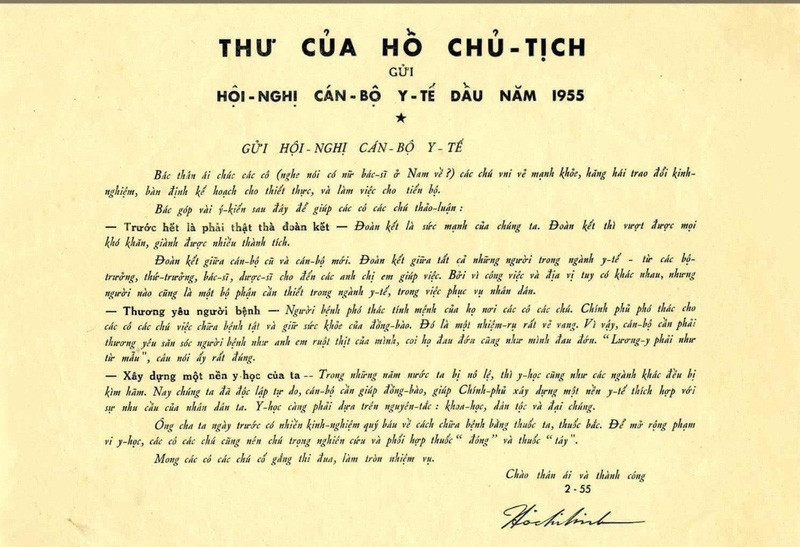 THƯ CỦA HỒ CHỦ-TỊCH
GỬI
HỘI-NGHỊ CÁN-BỘ Y-TẾ DẦU NĂM 1955
★
GỬI HỘI-NGHỊ CÁN-BỘ Y-TẾ
Bác thân ái chúc các cô (nghe nói có nữ bác-sĩ ở Nam về?) các chú vui vẻ mạnh khỏe, hăng hái trao đổi kinh-
nghiệm, bàn định kế hoạch cho thiết thực, và làm việc cho tiến bộ.
Bác góp vài ý-kiến sau đây để giúp các cô các chú thảo-luận :
— Trước hết là phải thật thà đoàn kết — Đoàn kết là sức mạnh của chúng ta. Đoàn kết thì vượt được mọi
khó khăn, giành được nhiều thành tích.
Đoàn kết giữa cán-bộ cũ và cán-bộ mới. Đoàn kết giữa tất cả những người trong ngành y-tế - từ các bộ-
trưởng, thứ-trưởng, bác-sĩ, dược-sĩ cho đến các anh chị em giúp việc. Bởi vì công việc và địa vị tuy có khác nhau, nhưng
người nào cũng là một bộ phận cần thiết trong ngành y-tế, trong việc phục vụ nhân dân.
— Thương yêu người bệnh — Người bệnh phó thác tính mệnh của họ nơi các cô các chú. Chính phủ phó thác cho
các cô các chú việc chữa bệnh tật và giữ sức khỏe của đồng-bào. Đó là một nhiệm-vụ rất vẻ vang. Vì vậy, cán-bộ cần phải
thương yêu săn sóc người bệnh như anh em ruột thịt của mình, coi họ đau đớn cũng như mình đau đớn. "Lương-y phải như
từ mẫu", câu nói ấy rất đúng.
— Xây dựng một nền y học của ta -- Trong những năm nước ta bị nô lệ, thì y-học cũng như các ngành khác đều bị
kìm hãm. Nay chúng ta đã độc lập tự do, cán-bộ cần giúp đồng-bào, giúp Chính-phủ xây dựng một nền y-tế thích hợp với
sự nhu cầu của nhân dân ta. Y-học càng phải dựa trên nguyên-tắc : khoa-học, dân tộc và đại chúng.
Ông cha ta ngày trước có nhiều kinh-nghiệm quý báu về cách chữa bệnh bằng thuốc ta, thuốc bắc. Để mở rộng phạm
vi y-học, các cô các chú cũng nên chú trọng nghiên cứu và phối hợp thuốc "đông" và thuốc "tây".
Mong các cô các chú cố gắng thi đua, làm tròn nhiệm vụ.
Chào thân ái và thành công
2-55
Hồchíminh